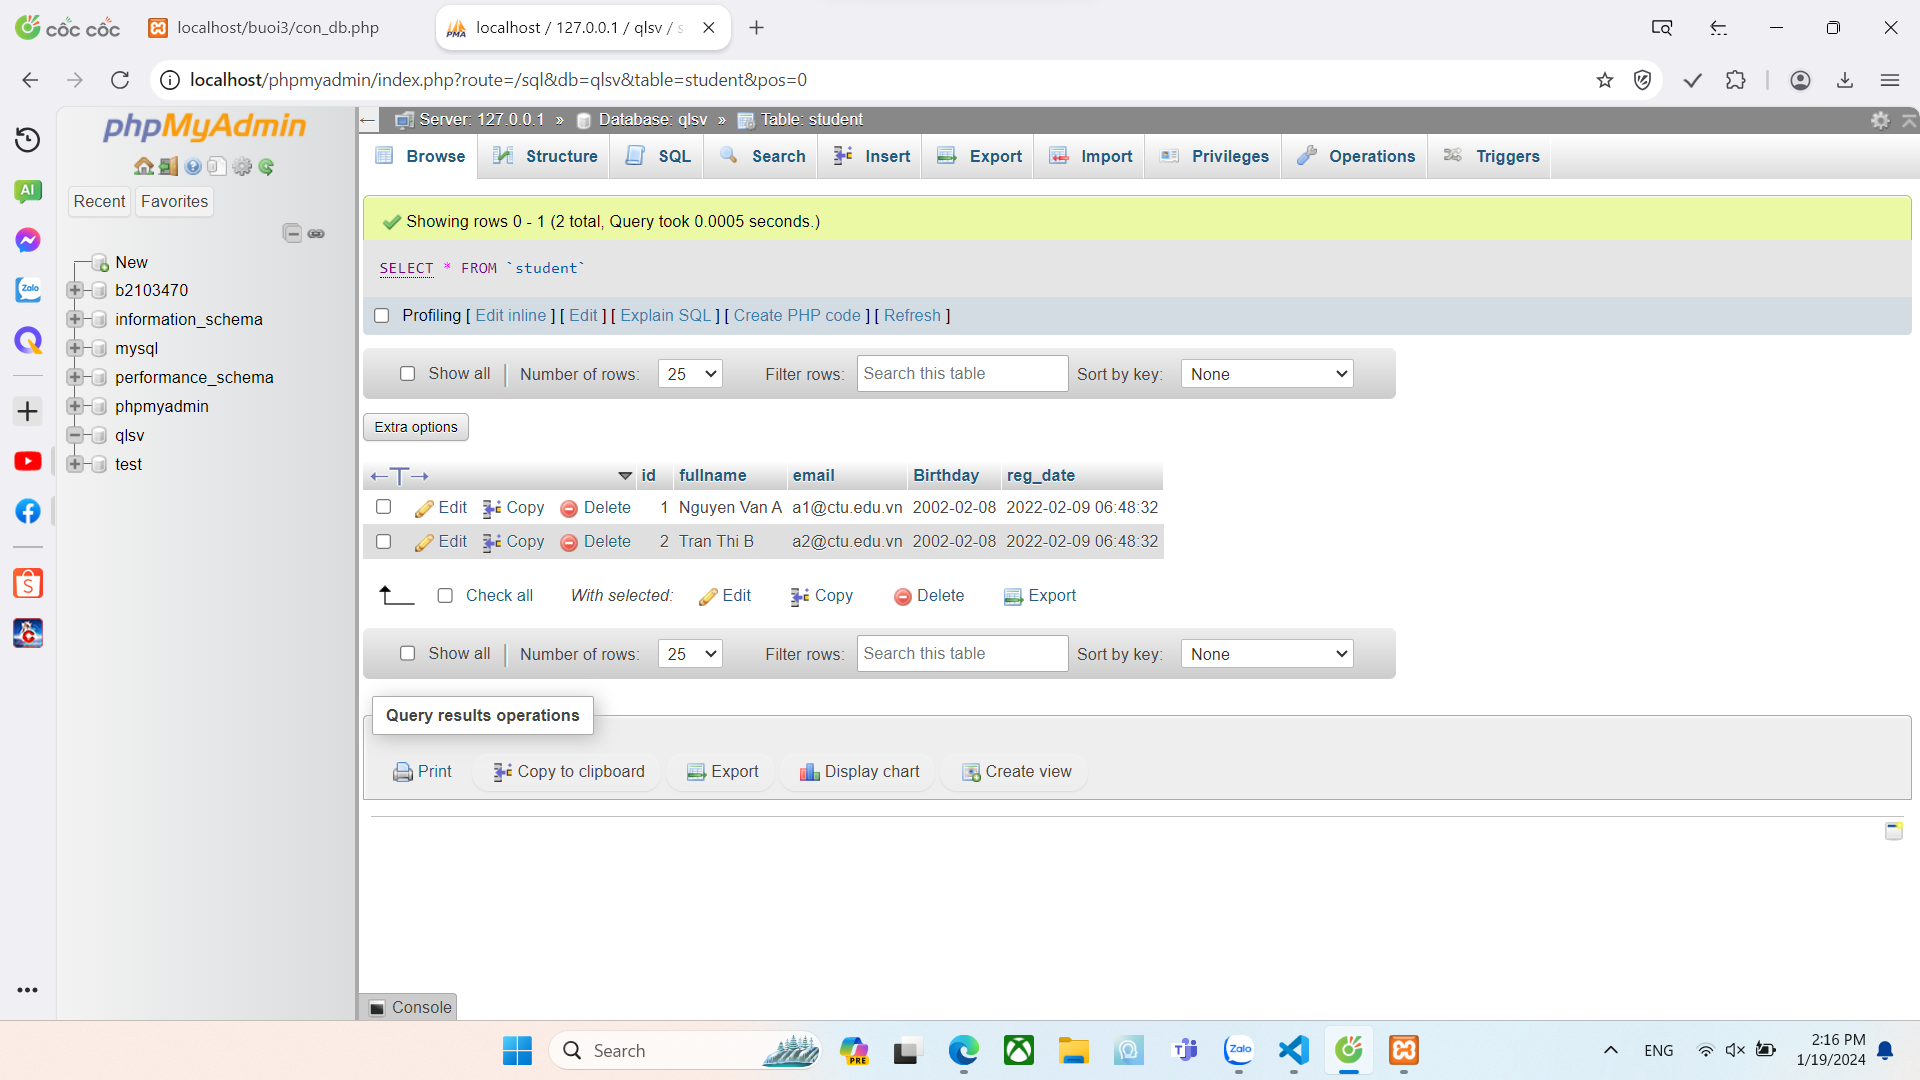 cốc cốc
localhost/buoi3/con_db.php
PMA localhost / 127.0.0.1 / qlsv / s
localhost/phpmyadmin/index.php?route=/sql&db=qlsv&table=student&pos=0
phpMyAdmin
Recent Favorites
New
b2103470
information_schema
mysql
performance_schema
phpmyadmin
qlsv
test
AI
Zalo
Server: 127.0.0.1 » Database: qlsv » Table: student
Browse Structure SQL Search Insert Export Import Privileges Operations Triggers
Showing rows 0 - 1 (2 total, Query took 0.0005 seconds.)
SELECT * FROM `student`
Profiling [ Edit inline ] [ Edit ] [ Explain SQL ] [ Create PHP code ] [ Refresh ]
Show all Number of rows: 25 Filter rows: Search this table Sort by key: None
Extra options
←T→ id fullname email Birthday reg_date
Edit Copy Delete 1 Nguyen Van A a1@ctu.edu.vn 2002-02-08 2022-02-09 06:48:32
Edit Copy Delete 2 Tran Thi B a2@ctu.edu.vn 2002-02-08 2022-02-09 06:48:32
Check all With selected: Edit Copy Delete Export
Show all Number of rows: 25 Filter rows: Search this table Sort by key: None
Query results operations
Print Copy to clipboard Export Display chart Create view
Console
Search
PRE
Zalo
ENG
2:16 PM
1/19/2024